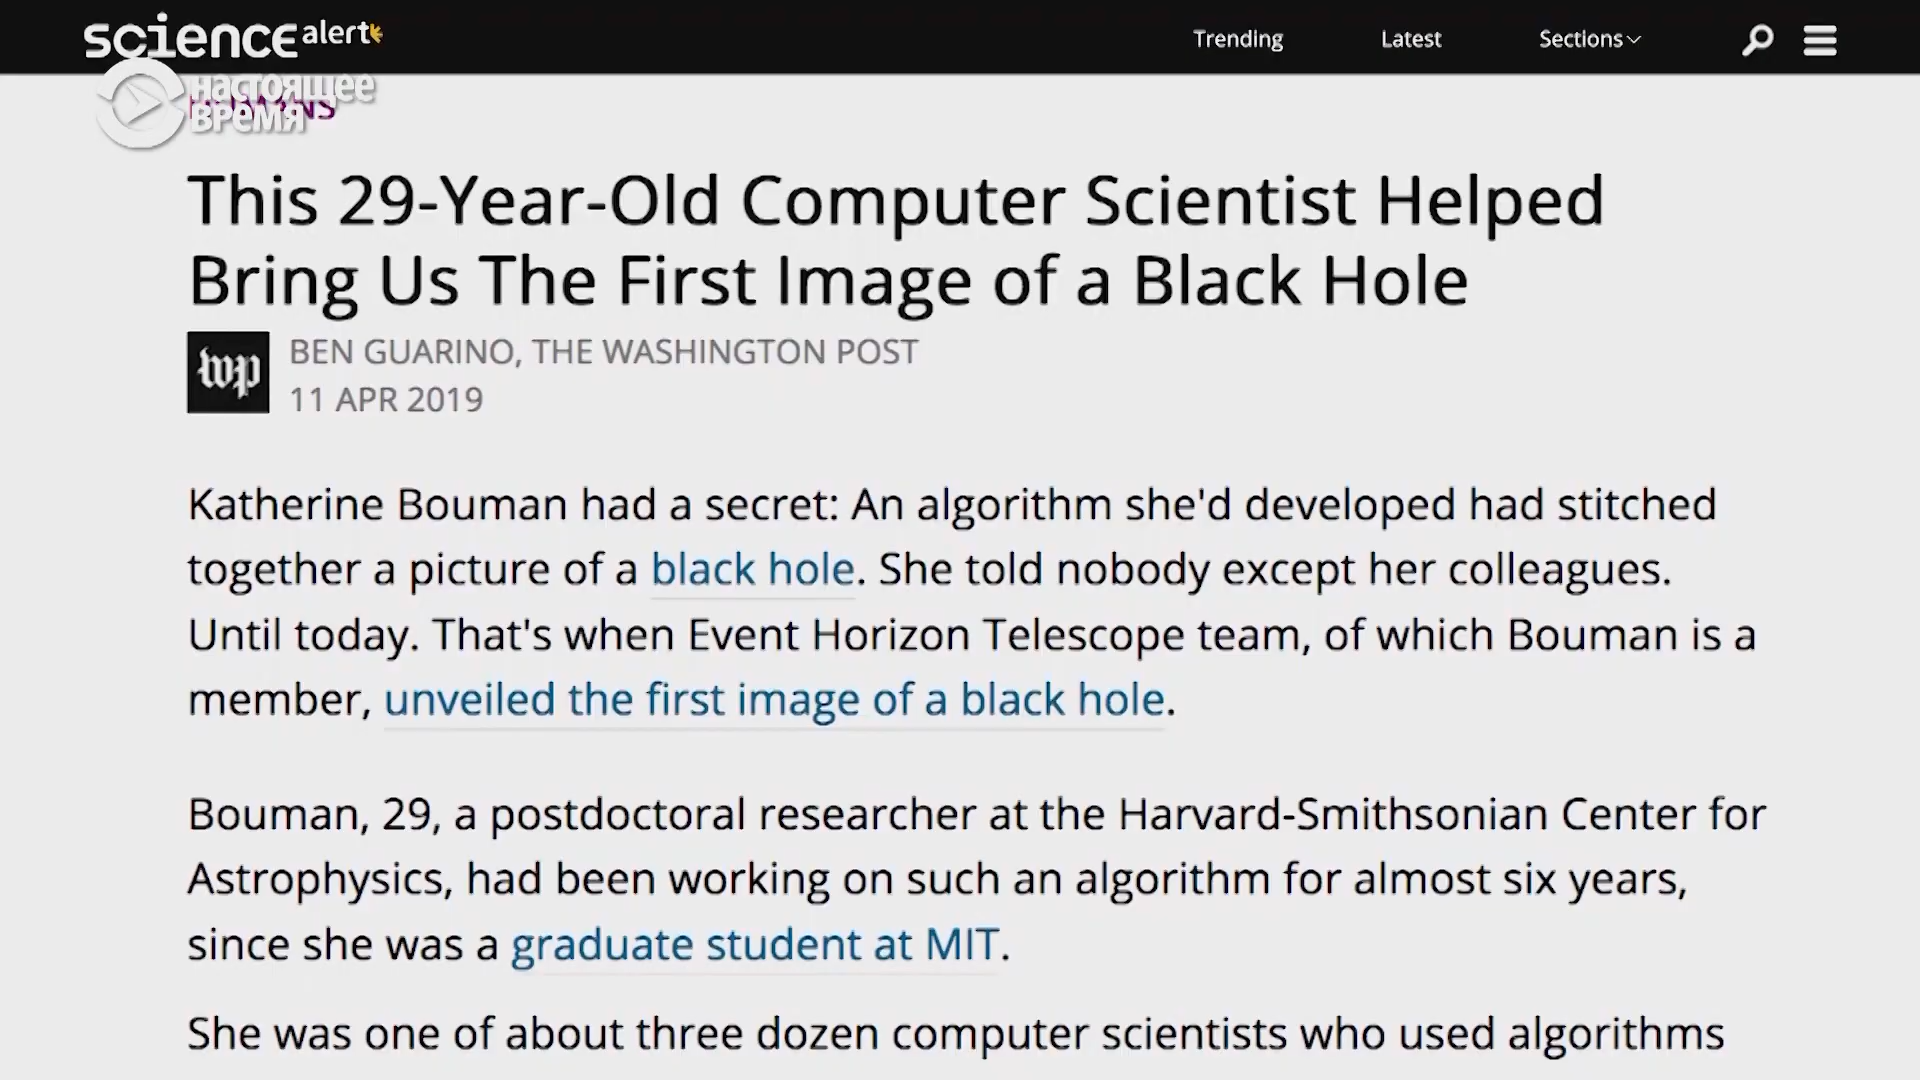 sciencealert
Trending
Latest
Sections
НАСТОЯЩЕЕ
ВРЕМЯ
HUMANS
This 29-Year-Old Computer Scientist Helped
Bring Us The First Image of a Black Hole
wp
BEN GUARINO, THE WASHINGTON POST
11 APR 2019
Katherine Bouman had a secret: An algorithm she'd developed had stitched
together a picture of a black hole. She told nobody except her colleagues.
Until today. That's when Event Horizon Telescope team, of which Bouman is a
member, unveiled the first image of a black hole.
Bouman, 29, a postdoctoral researcher at the Harvard-Smithsonian Center for
Astrophysics, had been working on such an algorithm for almost six years,
since she was a graduate student at MIT.
She was one of about three dozen computer scientists who used algorithms